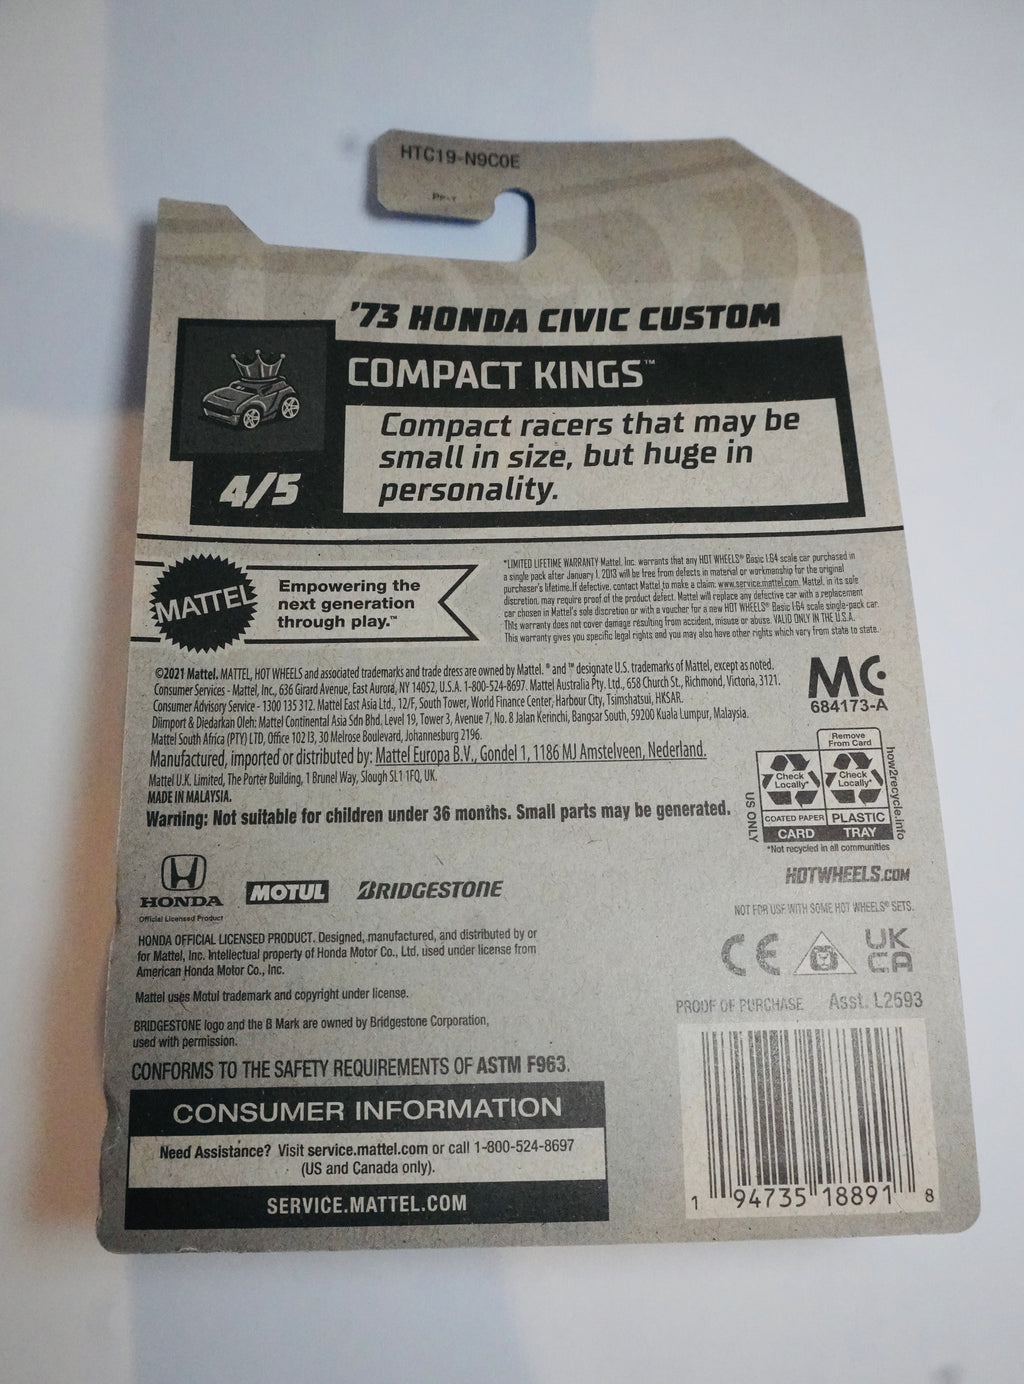 HTC19-N9C0E
'73 HONDA CIVIC CUSTOM
COMPACT KINGS™
Compact racers that may be
small in size, but huge in
personality.
4/5
MATTEL
Empowering the
next generation
through play.™
*LIMITED LIFETIME WARRANTY Mattel, Inc. warrants that any HOT WHEELS® Basic 1:64 scale car purchased in
a single pack after January 1, 2013 will be free from defects in material or workmanship for the original
purchaser's lifetime. If defective, contact Mattel to make a claim: www.service.mattel.com. Mattel, in its sole
discretion, may require proof of the product defect. Mattel will replace any defective car with a replacement
car chosen in Mattel's sole discretion or with a voucher for a new HOT WHEELS® Basic 1:64 scale single-pack car.
This warranty does not cover damage resulting from accident, misuse or abuse. VALID ONLY IN THE U.S.A.
This warranty gives you specific legal rights and you may also have other rights which vary from state to state.
©2021 Mattel. MATTEL, HOT WHEELS and associated trademarks and trade dress are owned by Mattel. ® and ™ designate U.S. trademarks of Mattel, except as noted.
Consumer Services - Mattel, Inc., 636 Girard Avenue, East Aurora, NY 14052, U.S.A. 1-800-524-8697. Mattel Australia Pty. Ltd., 658 Church St., Richmond, Victoria, 3121.
Consumer Advisory Service - 1300 135 312. Mattel East Asia Ltd., 12/F, South Tower, World Finance Center, Harbour City, Tsimshatsui, HKSAR.
Diimport & Diedarkan Oleh: Mattel Continental Asia Sdn Bhd. Level 19, Tower 3, Avenue 7, No. 8 Jalan Kerinchi, Bangsar South, 59200 Kuala Lumpur, Malaysia.
Mattel South Africa (PTY) LTD, Office 102 I3, 30 Melrose Boulevard, Johannesburg 2196.
Manufactured, imported or distributed by: Mattel Europa B.V., Gondel 1, 1186 MJ Amstelveen, Nederland.
Mattel U.K. Limited, The Porter Building, 1 Brunel Way, Slough SL1 1FQ, UK.
MADE IN MALAYSIA.
Warning: Not suitable for children under 36 months. Small parts may be generated.
MC
684173-A
Remove
From Card
Check
Locally*
Check
Locally*
COATED PAPER
PLASTIC
CARD
TRAY
US ONLY
how2recycle.info
*Not recycled in all communities
HONDA
Official Licensed Product
MOTUL
BRIDGESTONE
HOTWHEELS.COM
NOT FOR USE WITH SOME HOT WHEELS® SETS.
HONDA OFFICIAL LICENSED PRODUCT. Designed, manufactured, and distributed by or
for Mattel, Inc. Intellectual property of Honda Motor Co., Ltd. used under license from
American Honda Motor Co., Inc.
CE
UK
CA
Mattel uses Motul trademark and copyright under license.
BRIDGESTONE logo and the B Mark are owned by Bridgestone Corporation,
used with permission.
PROOF OF PURCHASE Asst. L2593
CONFORMS TO THE SAFETY REQUIREMENTS OF ASTM F963.
CONSUMER INFORMATION
Need Assistance? Visit service.mattel.com or call 1-800-524-8697
(US and Canada only).
SERVICE.MATTEL.COM
1 94735 18891 8